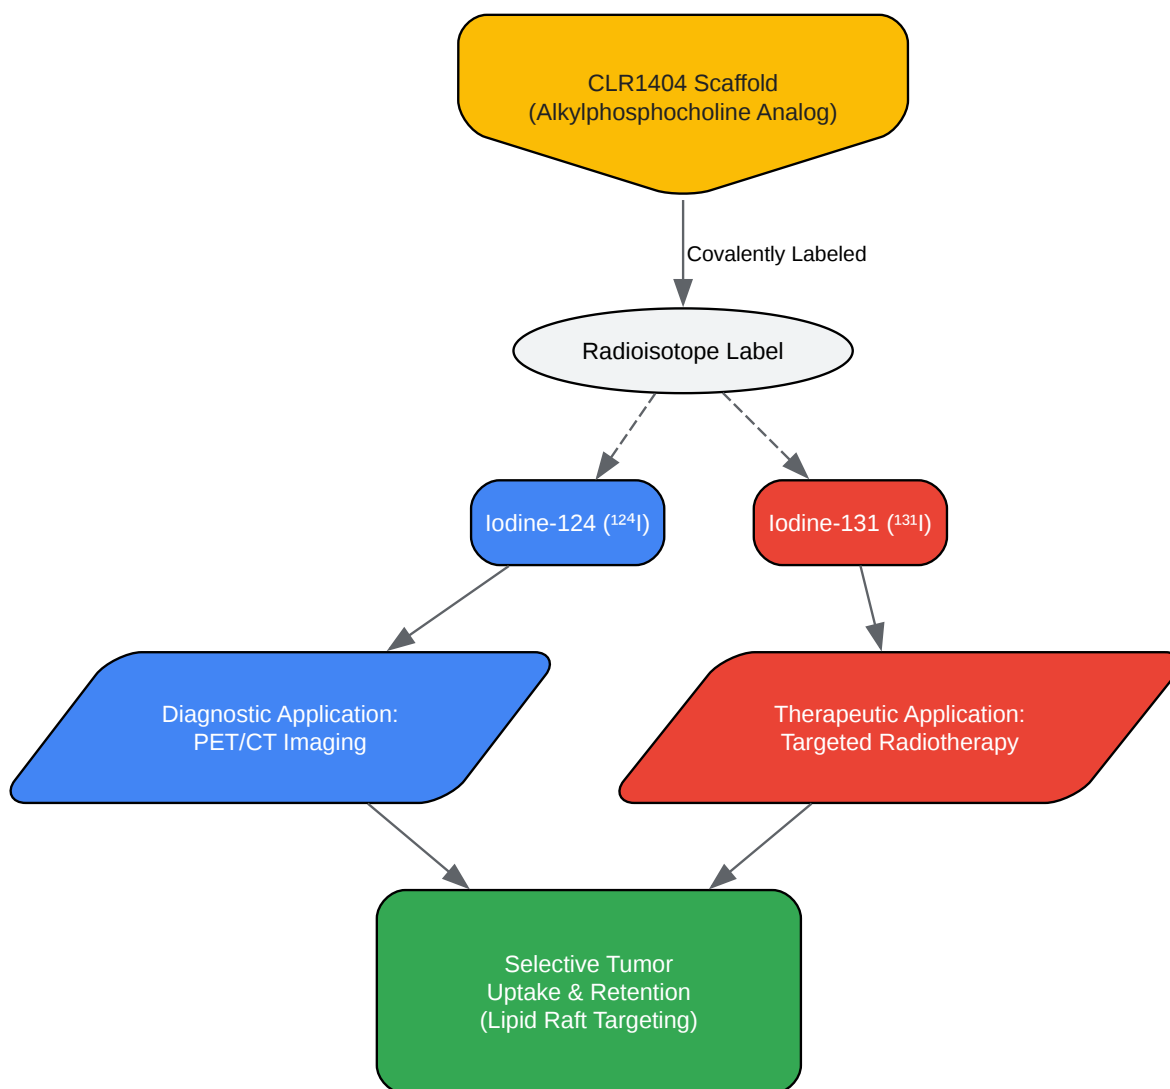 CLR1404 Scaffold
(Alkylphosphocholine Analog)
Covalently Labeled
Radioisotope Label
Iodine-124 (¹²⁴I)
Iodine-131 (¹³¹I)
Diagnostic Application:
PET/CT Imaging
Therapeutic Application:
Targeted Radiotherapy
Selective Tumor
Uptake & Retention
(Lipid Raft Targeting)